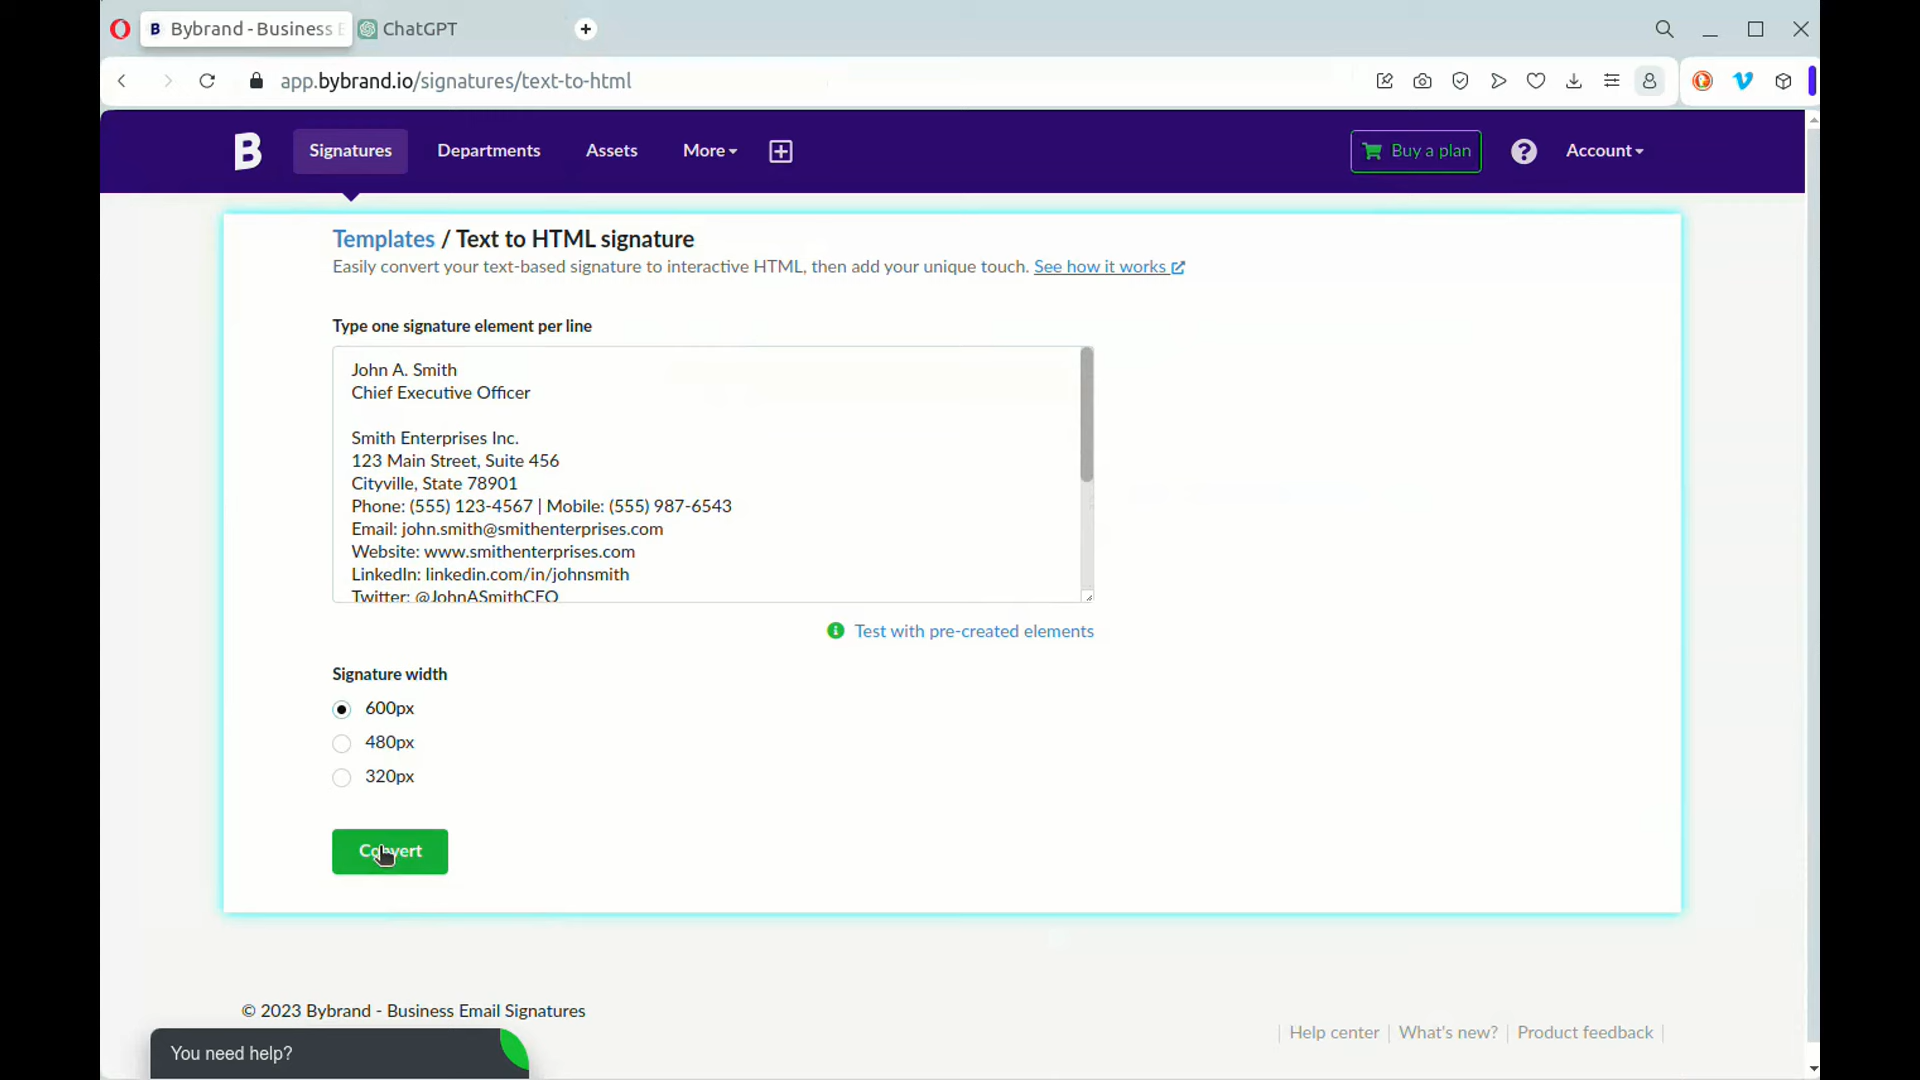 Bybrand - Business E
ChatGPT
app.bybrand.io/signatures/text-to-html
B
Signatures
Departments
Assets
More
Buy a plan
Account
Templates / Text to HTML signature
Easily convert your text-based signature to interactive HTML, then add your unique touch. See how it works
Type one signature element per line
John A. Smith
Chief Executive Officer
Smith Enterprises Inc.
123 Main Street, Suite 456
Cityville, State 78901
Phone: (555) 123-4567 | Mobile: (555) 987-6543
Email: john.smith@smithenterprises.com
Website: www.smithenterprises.com
LinkedIn: linkedin.com/in/johnsmith
Twitter: @JohnASmithCEO
Test with pre-created elements
Signature width
600px
480px
320px
Convert
© 2023 Bybrand - Business Email Signatures
Help center
What's new?
Product feedback
You need help?